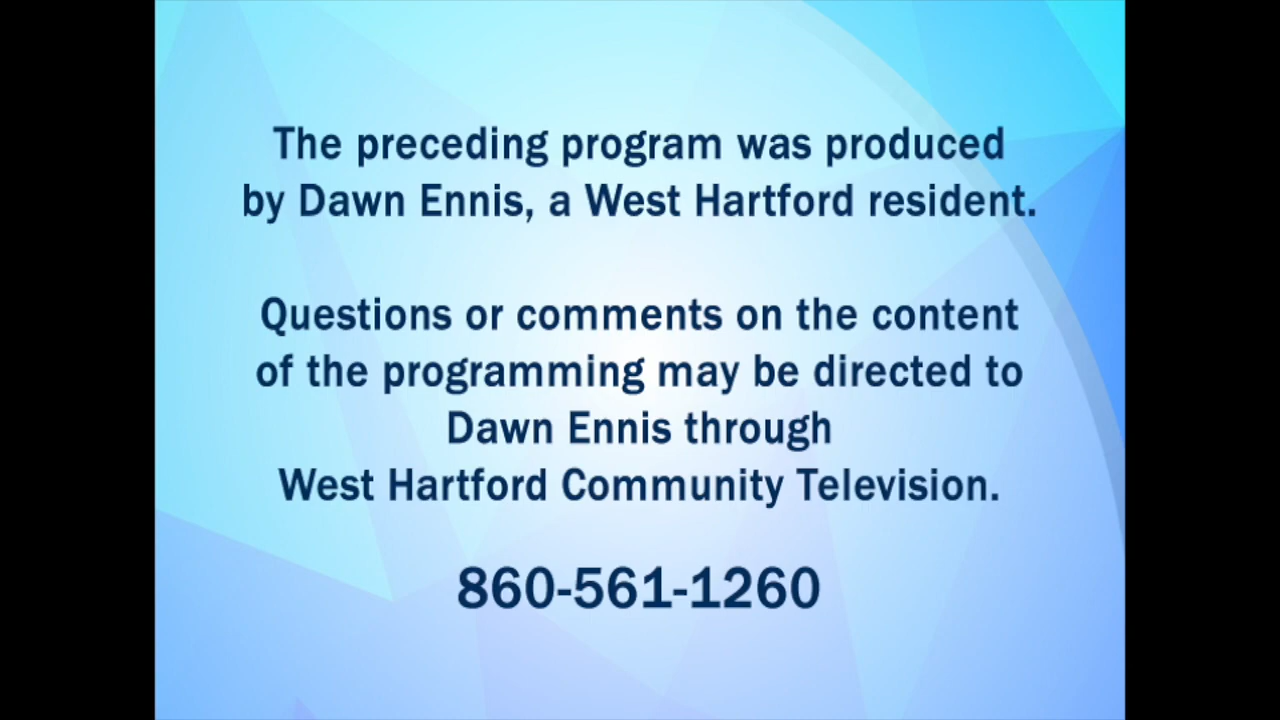 The preceding program was produced
by Dawn Ennis, a West Hartford resident.
Questions or comments on the content
of the programming may be directed to
Dawn Ennis through
West Hartford Community Television.
860-561-1260